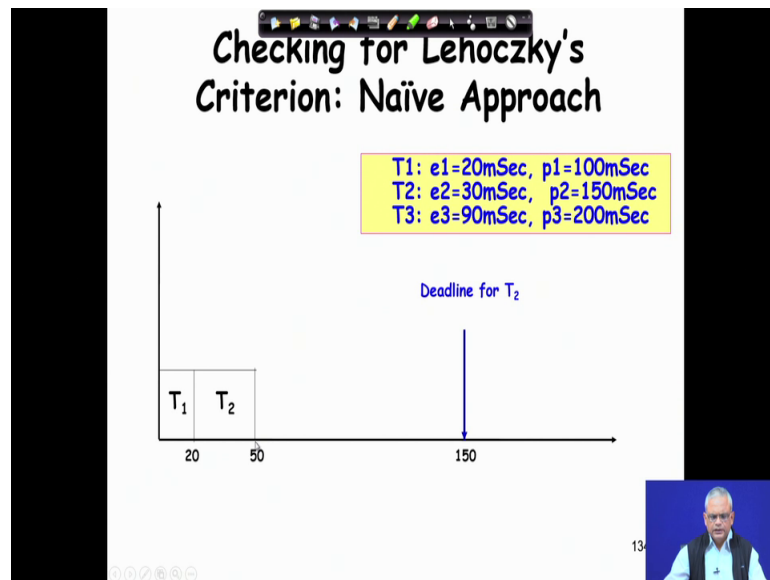 Checking for Lehoczky's
Criterion: Naïve Approach
T1: e1=20mSec, p1=100mSec
T2: e2=30mSec, p2=150mSec
T3: e3=90mSec, p3=200mSec
Deadline for T₂
T₁ T₂
20 50 150